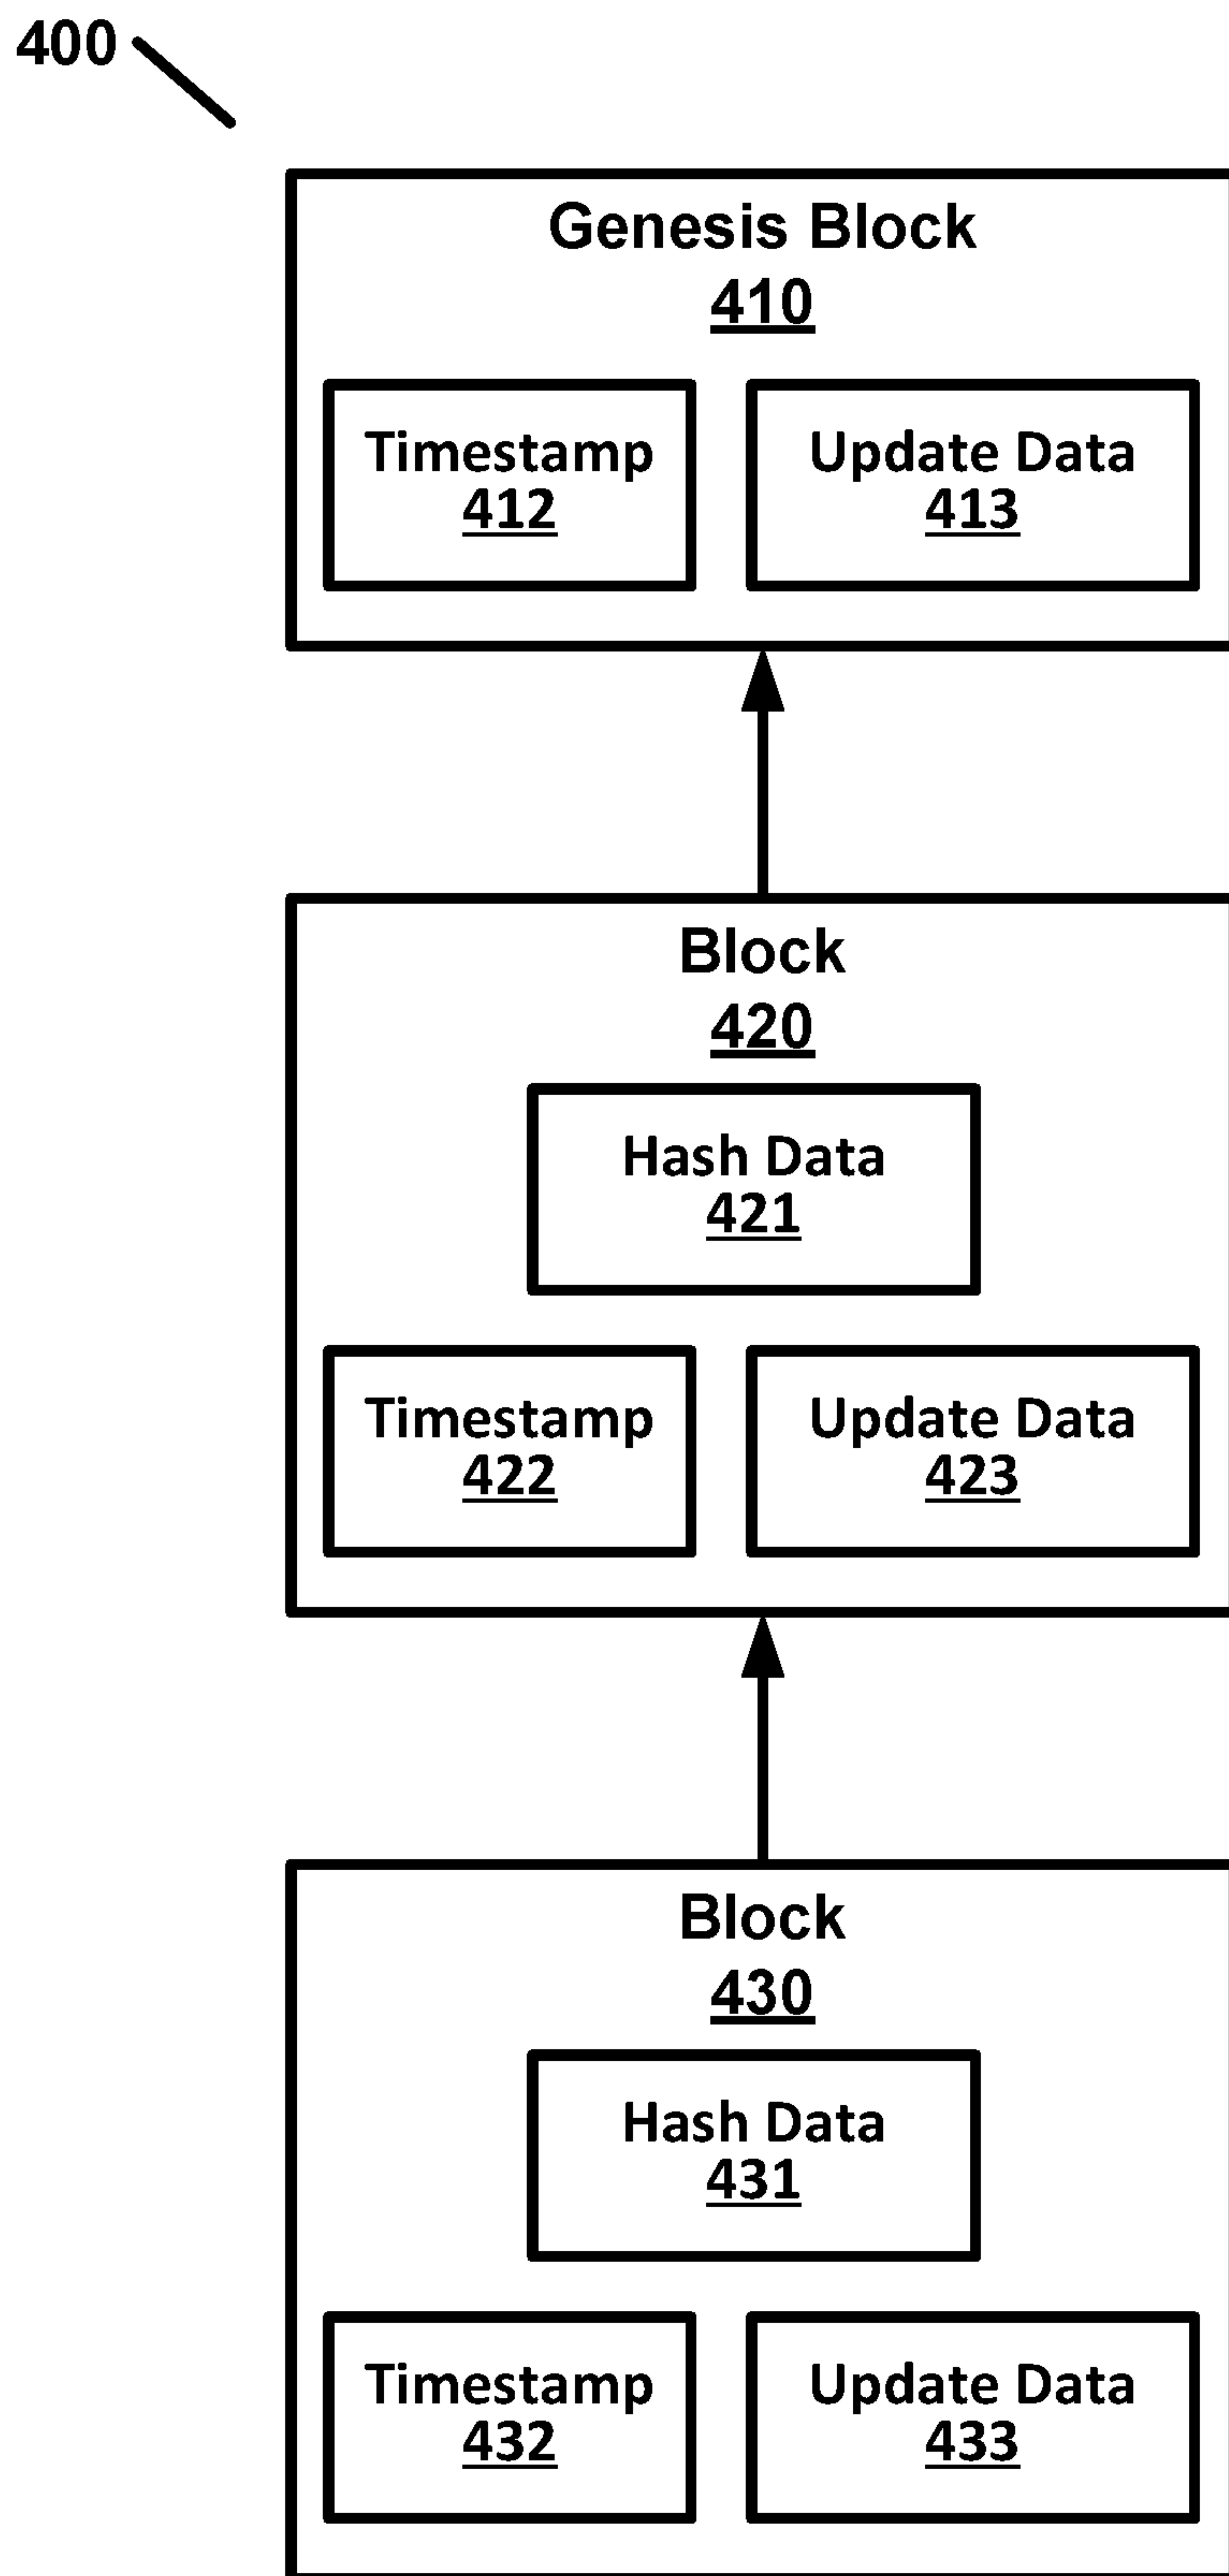 400
Genesis Block
410
Timestamp
412
Update Data
413
Block
420
Hash Data
421
Timestamp
422
Update Data
423
Block
430
Hash Data
431
Timestamp
432
Update Data
433